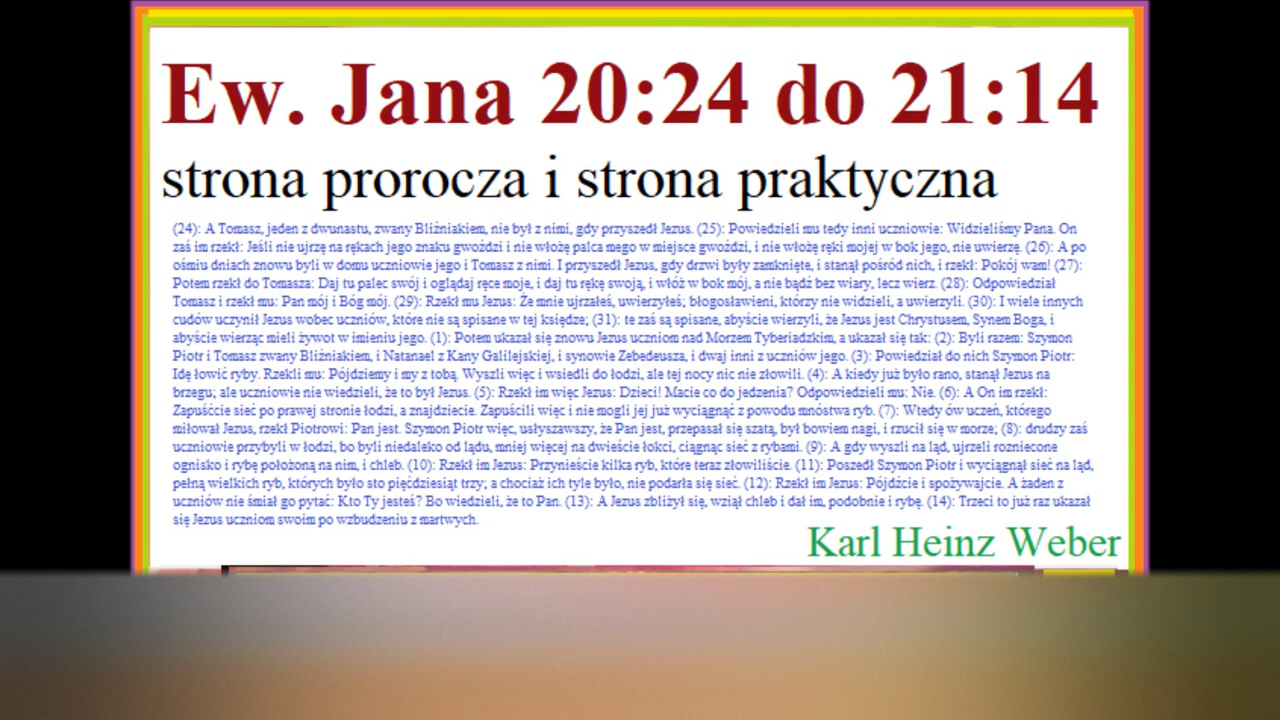 Ew. Jana 20:24 do 21:14
strona prorocza i strona praktyczna
(24): A Tomasz, jeden z dwunastu, zwany Bliźniakiem, nie był z nimi, gdy przyszedł Jezus. (25): Powiedzieli mu tedy inni uczniowie: Widzieliśmy Pana. On
zaś im rzekł: Jeśli nie ujrzę na rękach jego znaku gwoździ i nie włożę palca mego w miejsce gwoździ, i nie włożę ręki mojej w bok jego, nie uwierzę. (26): A po
ośmiu dniach znowu byli w domu uczniowie jego i Tomasz z nimi. I przyszedł Jezus, gdy drzwi były zamknięte, i stanął pośród nich, i rzekł: Pokój wam! (27):
Potem rzekł do Tomasza: Daj tu palec swój i oglądaj ręce moje, i daj tu rękę swoją, i włóż w bok mój, a nie bądź bez wiary, lecz wierz. (28): Odpowiedział
Tomasz i rzekł mu: Pan mój i Bóg mój. (29): Rzekł mu Jezus: Że mnie ujrzałeś, uwierzyłeś; błogosławieni, którzy nie widzieli, a uwierzyli. (30): I wiele innych
cudów uczynił Jezus wobec uczniów, które nie są spisane w tej księdze; (31): te zaś są spisane, abyście wierzyli, że Jezus jest Chrystusem, Synem Boga, i
abyście wierząc mieli żywot w imieniu jego. (1): Potem ukazał się znowu Jezus uczniom nad Morzem Tyberiadzkim, a ukazał się tak: (2): Byli razem: Szymon
Piotr i Tomasz zwany Bliźniakiem, i Natanael z Kany Galilejskiej, i synowie Zebedeusza, i dwaj inni z uczniów jego. (3): Powiedział do nich Szymon Piotr:
Idę łowić ryby. Rzekli mu: Pójdziemy i my z tobą. Wyszli więc i wsiedli do łodzi, ale tej nocy nic nie złowili. (4): A kiedy już było rano, stanął Jezus na
brzegu; ale uczniowie nie wiedzieli, że to był Jezus. (5): Rzekł im więc Jezus: Dzieci! Macie co do jedzenia? Odpowiedzieli mu: Nie. (6): A On im rzekł:
Zapuśćcie sieć po prawej stronie łodzi, a znajdziecie. Zapuścili więc i nie mogli jej już wyciągnąć z powodu mnóstwa ryb. (7): Wtedy ów uczeń, którego
miłował Jezus, rzekł Piotrowi: Pan jest. Szymon Piotr więc, usłyszawszy, że Pan jest, przepasał się szatą, był bowiem nagi, i rzucił się w morze; (8): drudzy zaś
uczniowie przybyli w łodzi, bo byli niedaleko od lądu, mniej więcej na dwieście łokci, ciągnąc sieć z rybami. (9): A gdy wyszli na ląd, ujrzeli rozniecone
ognisko i rybę położoną na nim, i chleb. (10): Rzekł im Jezus: Przynieście kilka ryb, które teraz złowiliście. (11): Poszedł Szymon Piotr i wyciągnął sieć na ląd,
pełną wielkich ryb, których było sto pięćdziesiąt trzy; a chociaż ich tyle było, nie podarła się sieć. (12): Rzekł im Jezus: Pójdźcie i spożywajcie. A żaden z
uczniów nie śmiał go pytać: Kto Ty jesteś? Bo wiedzieli, że to Pan. (13): A Jezus zbliżył się, wziął chleb i dał im, podobnie i rybę. (14): Trzeci to już raz ukazał
się Jezus uczniom swoim po wzbudzeniu z martwych.
Karl Heinz Weber